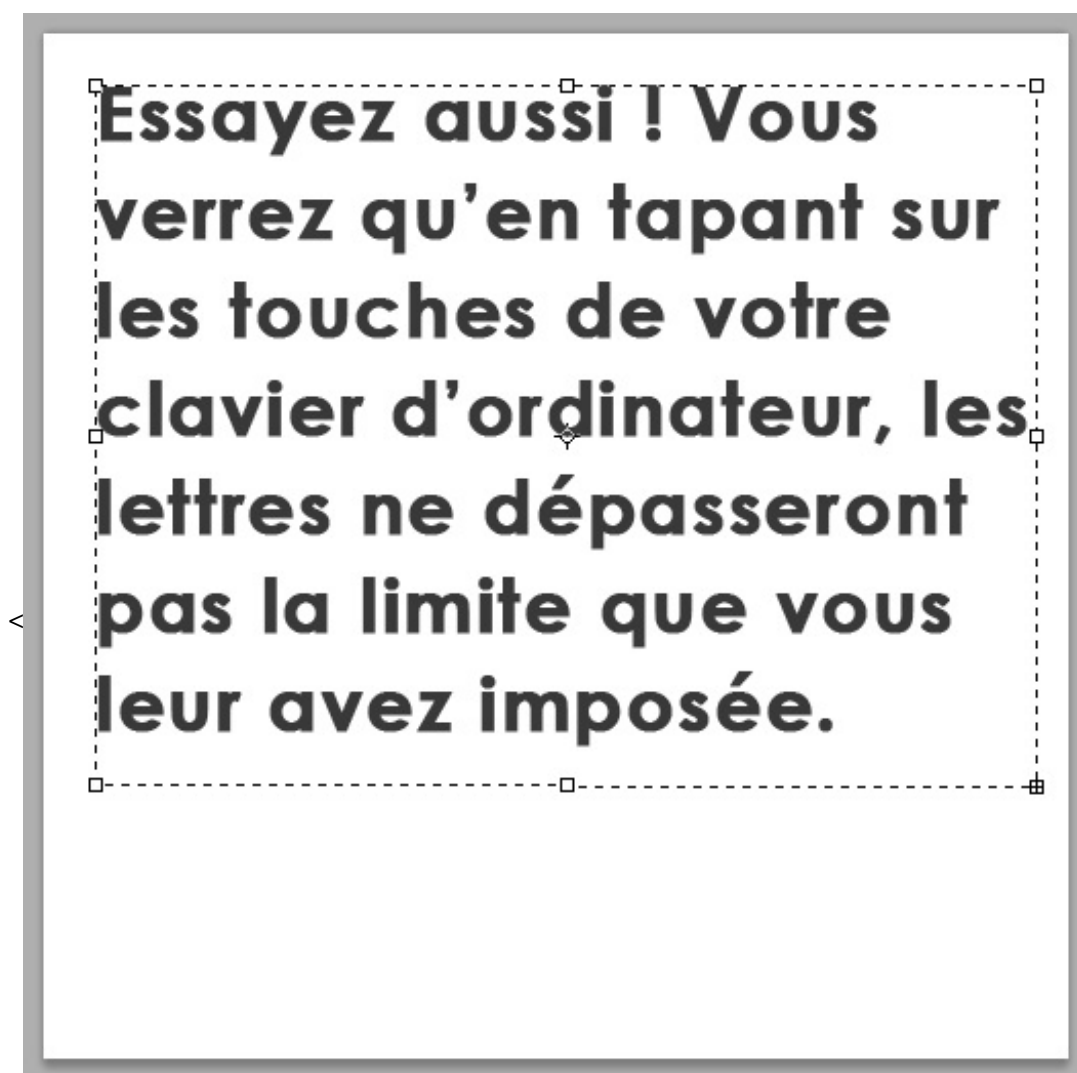 Essayez aussi ! Vous
verrez qu’en tapant sur
les touches de votre
clavier d’ordinateur, les
lettres ne dépasseront
pas la limite que vous
leur avez imposée.
<